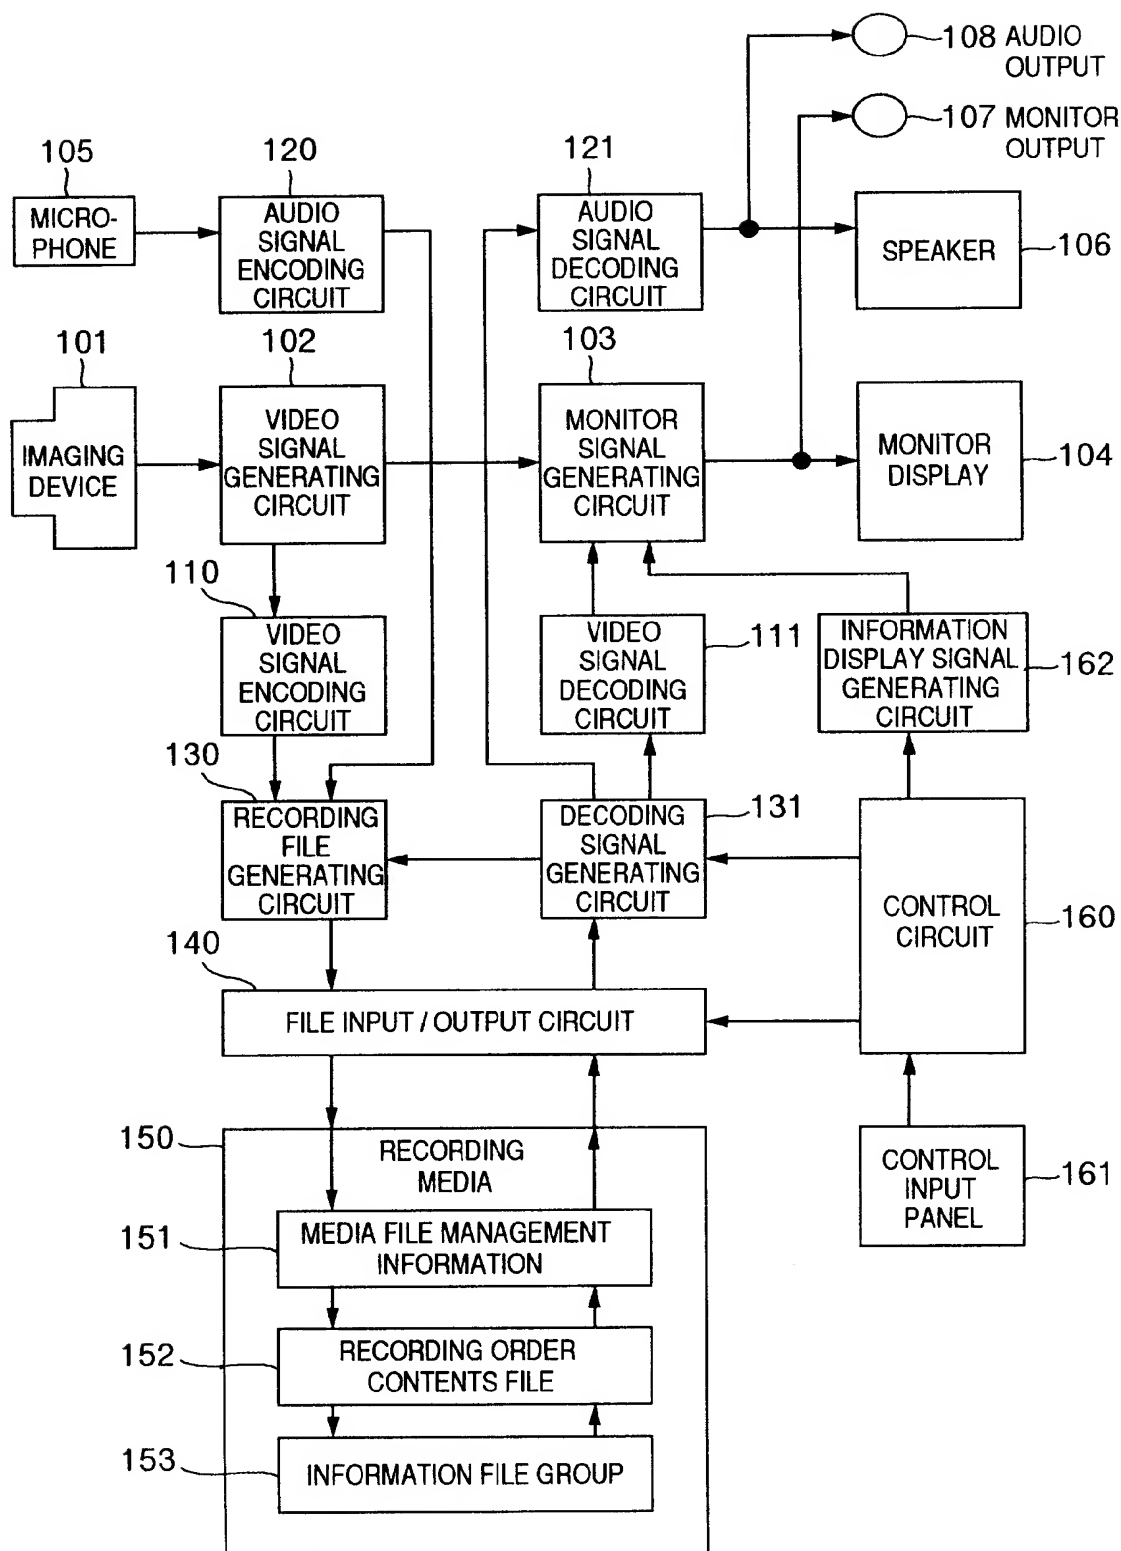 108 AUDIO
OUTPUT
107 MONITOR
OUTPUT
105
120
121
MICRO-
PHONE
AUDIO
SIGNAL
ENCODING
CIRCUIT
AUDIO
SIGNAL
DECODING
CIRCUIT
SPEAKER
106
101
102
103
IMAGING
DEVICE
VIDEO
SIGNAL
GENERATING
CIRCUIT
MONITOR
SIGNAL
GENERATING
CIRCUIT
MONITOR
DISPLAY
104
110
VIDEO
SIGNAL
ENCODING
CIRCUIT
VIDEO
SIGNAL
DECODING
CIRCUIT
111
INFORMATION
DISPLAY SIGNAL
GENERATING
CIRCUIT
162
130
RECORDING
FILE
GENERATING
CIRCUIT
DECODING
SIGNAL
GENERATING
CIRCUIT
131
CONTROL
CIRCUIT
160
140
FILE INPUT / OUTPUT CIRCUIT
150
RECORDING
MEDIA
CONTROL
INPUT
PANEL
161
151
MEDIA FILE MANAGEMENT
INFORMATION
152
RECORDING ORDER
CONTENTS FILE
153
INFORMATION FILE GROUP